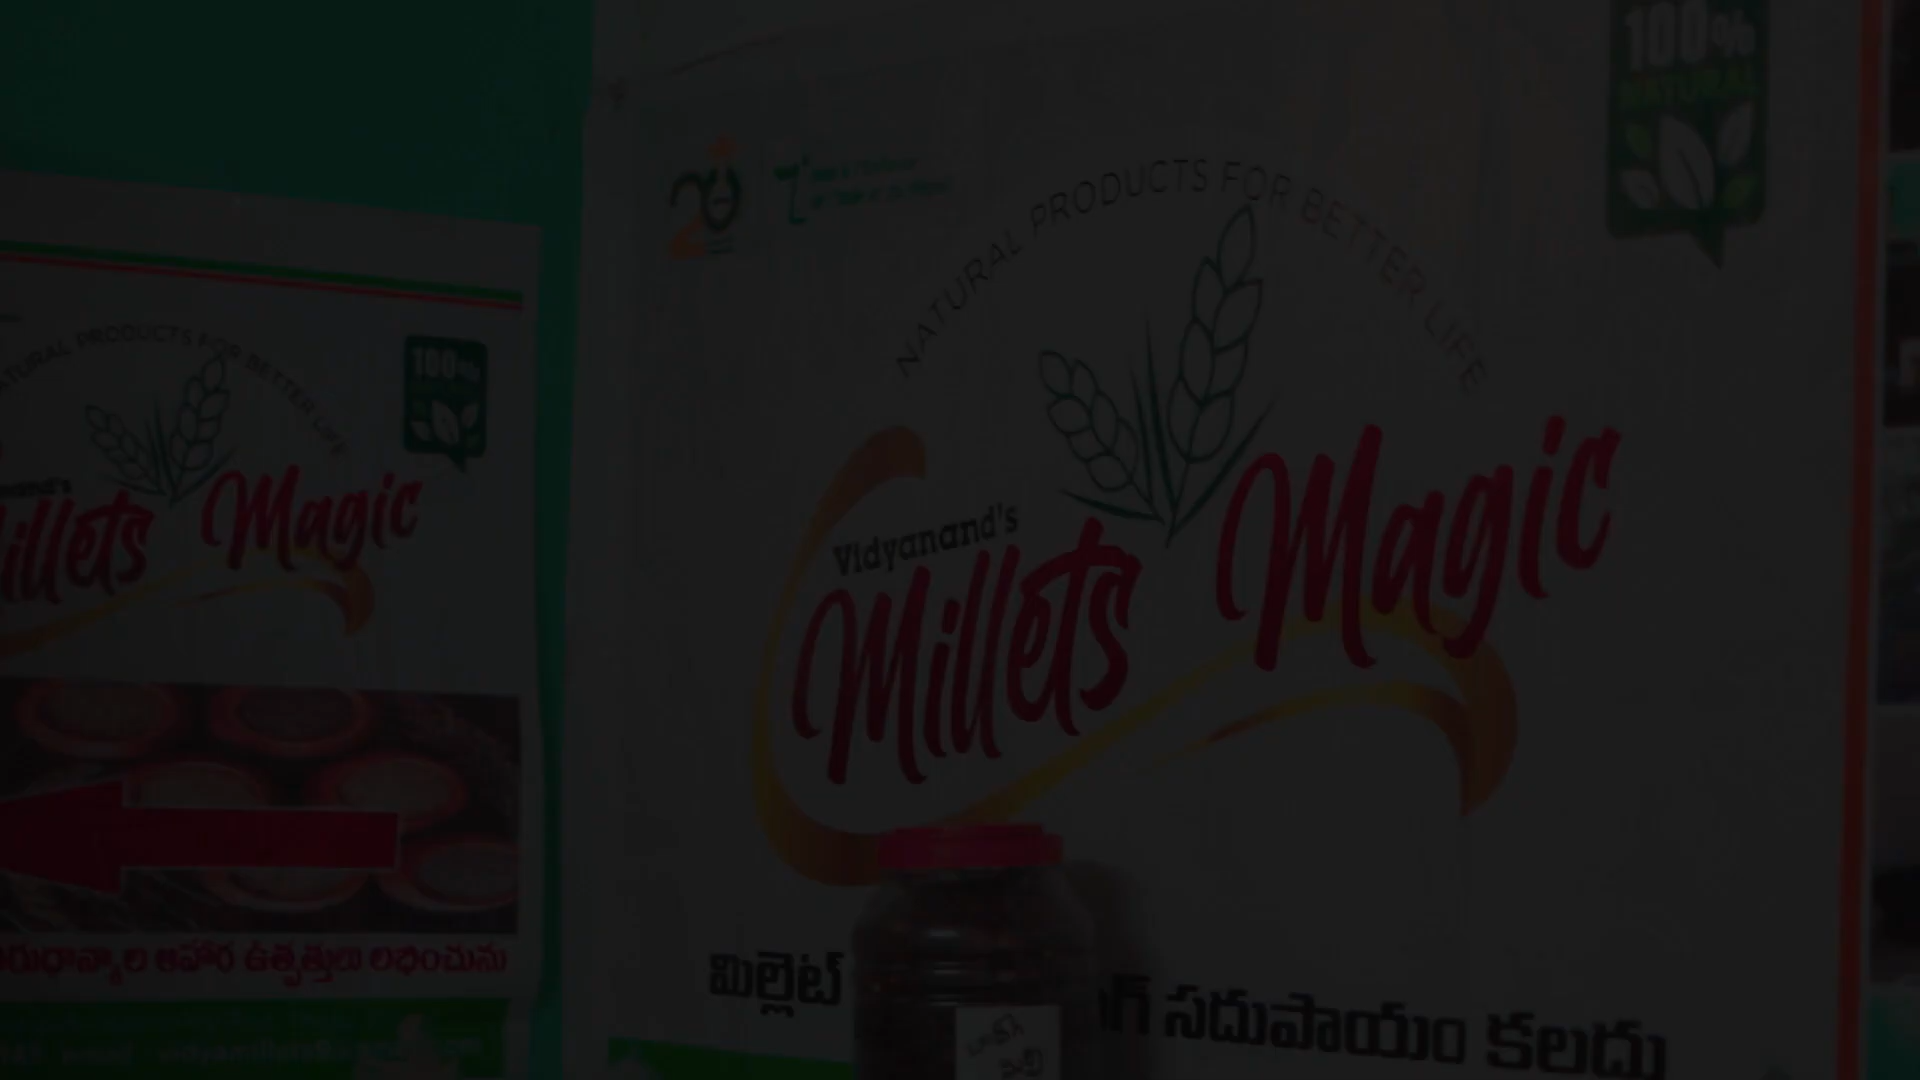 100%
NATURAL
NATURAL PRODUCTS FOR BETTER LIFE
Vidyanand's
Millets Magic
మిల్లెట్
సదుపాయం కలదు
NATURAL PRODUCTS FOR BETTER LIFE
100%
Millets Magic
ఆహార ఉత్పత్తులు లభించును